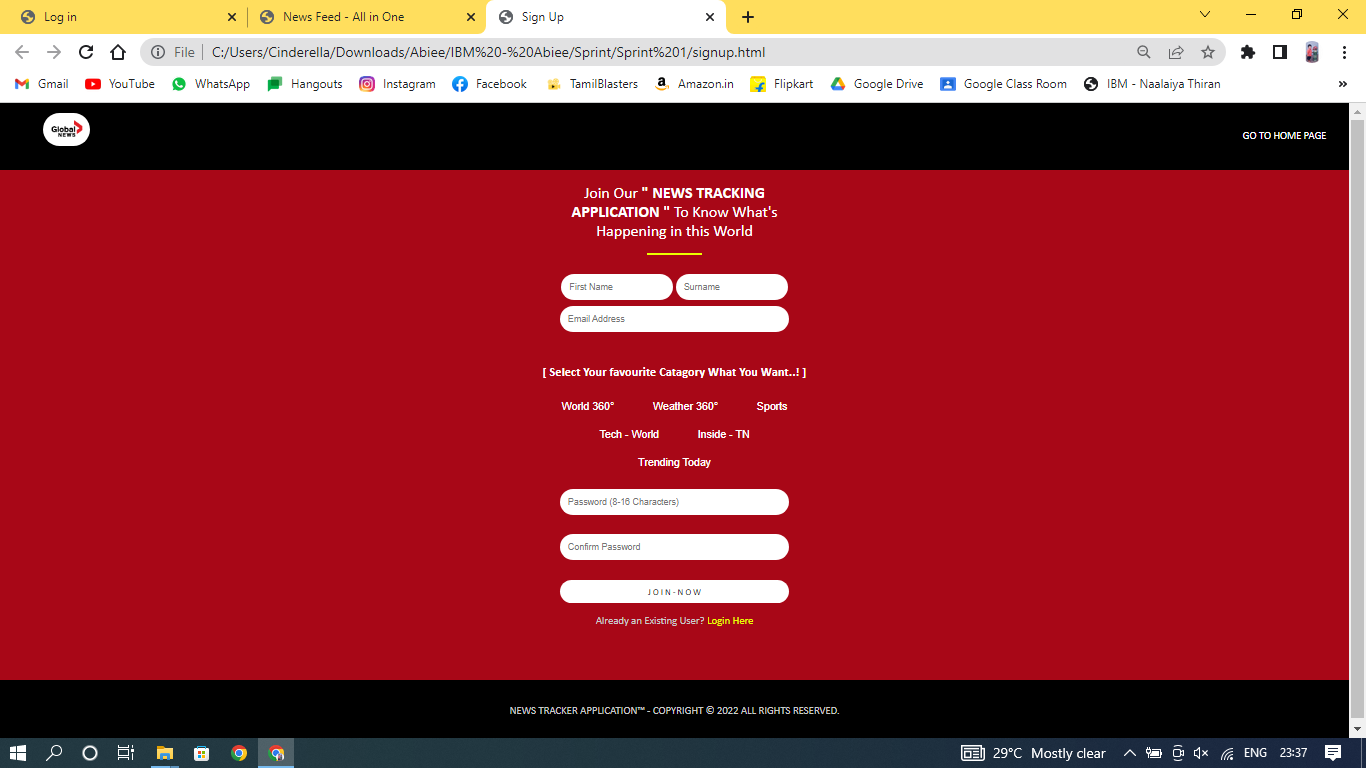 Log in
News Feed - All in One
Sign Up
File
C:/Users/Cinderella/Downloads/Abiee/IBM%20-%20Abiee/Sprint/Sprint%201/signup.html
Gmail YouTube WhatsApp Hangouts Instagram Facebook TamilBlasters Amazon.in Flipkart Google Drive Google Class Room IBM - Naalaiya Thiran »
Global NEWS
GO TO HOME PAGE
Join Our " NEWS TRACKING
APPLICATION " To Know What's
Happening in this World
First Name Surname
Email Address
[ Select Your favourite Catagory What You Want..! ]
World 360° Weather 360° Sports
Tech - World Inside - TN
Trending Today
Password (8-16 Characters)
Confirm Password
JOIN-NOW
Already an Existing User? Login Here
NEWS TRACKER APPLICATION™ - COPYRIGHT © 2022 ALL RIGHTS RESERVED.
29°C Mostly clear ENG 23:37